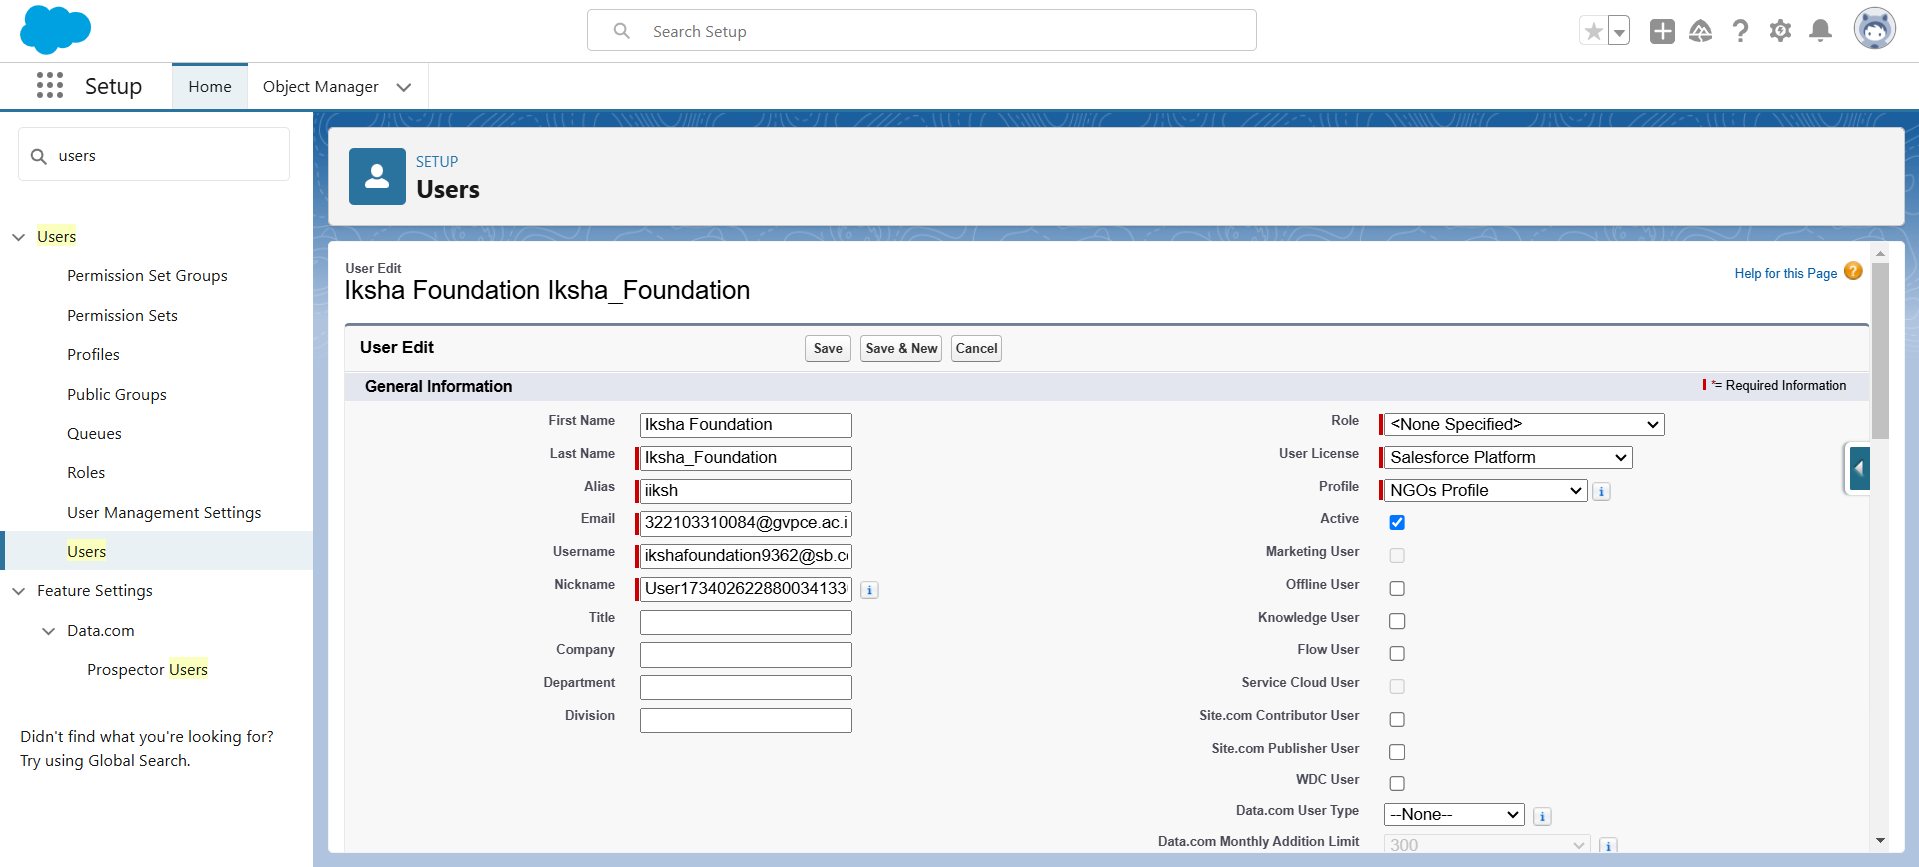 Search Setup
Setup
Home
Object Manager
users
Users
Permission Set Groups
Permission Sets
Profiles
Public Groups
Queues
Roles
User Management Settings
Users
Feature Settings
Data.com
Prospector Users
Didn't find what you're looking for?
Try using Global Search.
SETUP
Users
User Edit
Iksha Foundation Iksha_Foundation
Help for this Page
User Edit
Save
Save & New
Cancel
General Information
*= Required Information
First Name Iksha Foundation
Last Name Iksha_Foundation
Alias iiksh
Email 322103310084@gvpce.ac.i
Username ikshafoundation9362@sb.c
Nickname User173402622880034133
Title
Company
Department
Division
Role <None Specified>
User License Salesforce Platform
Profile NGOs Profile
Active
Marketing User
Offline User
Knowledge User
Flow User
Service Cloud User
Site.com Contributor User
Site.com Publisher User
WDC User
Data.com User Type --None--
Data.com Monthly Addition Limit 300